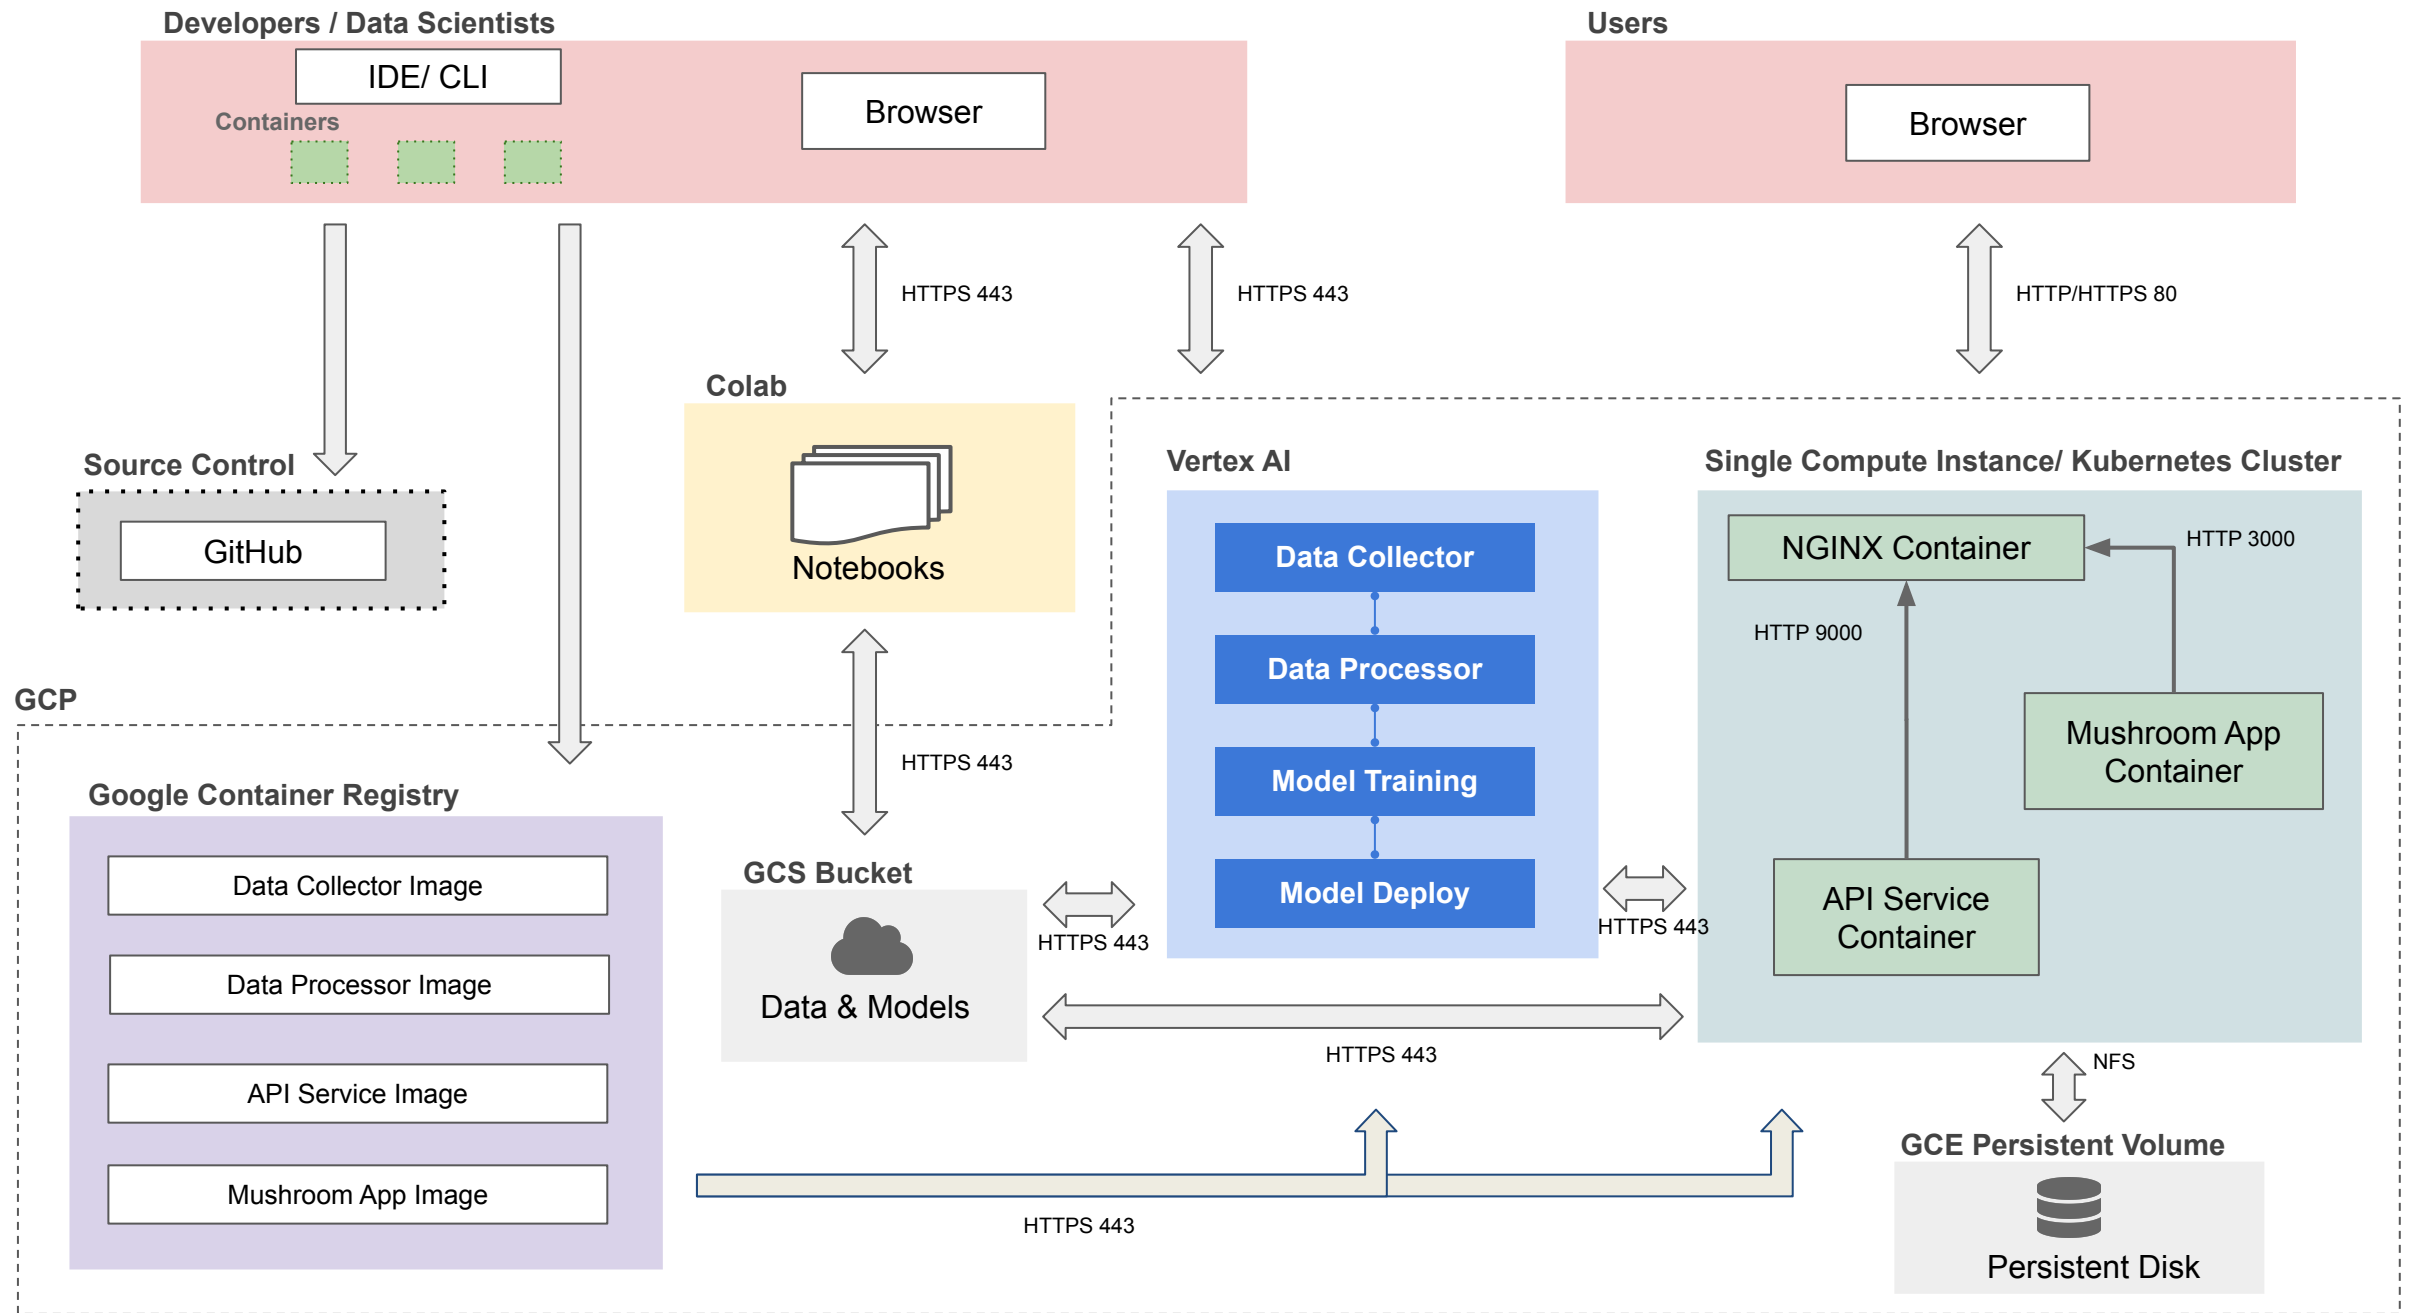 Developers / Data Scientists
IDE/ CLI
Containers
Browser
Users
Browser
HTTPS 443
HTTPS 443
HTTP/HTTPS 80
Colab
Notebooks
Source Control
GitHub
Vertex AI
Data Collector
Data Processor
Model Training
Model Deploy
Single Compute Instance/ Kubernetes Cluster
NGINX Container
HTTP 3000
HTTP 9000
Mushroom App
Container
API Service
Container
GCP
HTTPS 443
Google Container Registry
Data Collector Image
Data Processor Image
API Service Image
Mushroom App Image
GCS Bucket
Data & Models
HTTPS 443
HTTPS 443
HTTPS 443
NFS
GCE Persistent Volume
Persistent Disk
HTTPS 443